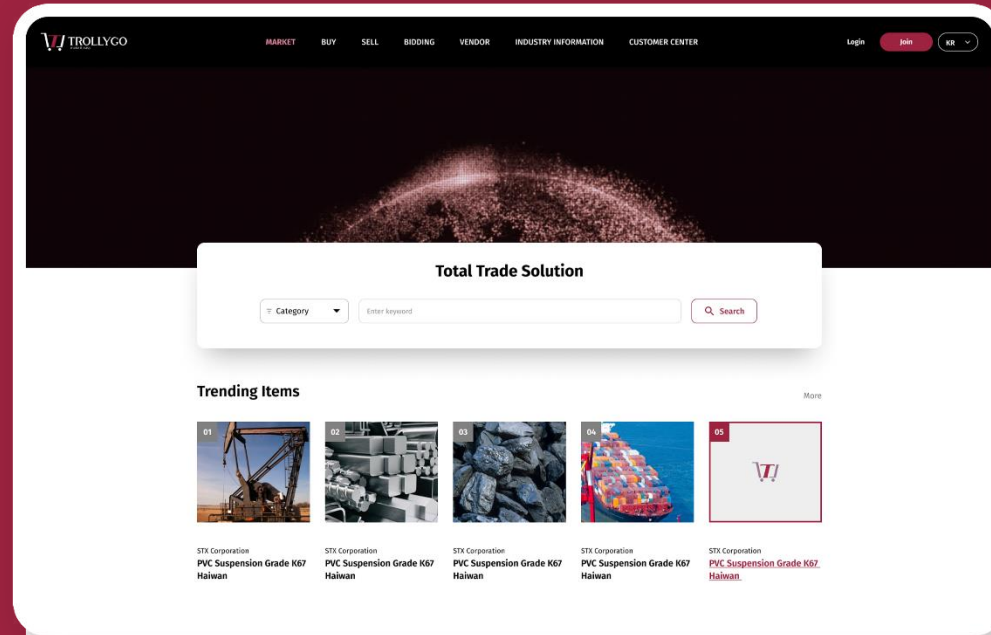 TROLLYGO
MARKET BUY SELL BIDDING VENDOR INDUSTRY INFORMATION CUSTOMER CENTER
Login Join KR
Total Trade Solution
Category Enter keyword Search
Trending Items
More
01 02 03 04 05
STX Corporation STX Corporation STX Corporation STX Corporation STX Corporation
PVC Suspension Grade K67 PVC Suspension Grade K67 PVC Suspension Grade K67 PVC Suspension Grade K67 PVC Suspension Grade K67
Haiwan Haiwan Haiwan Haiwan Haiwan